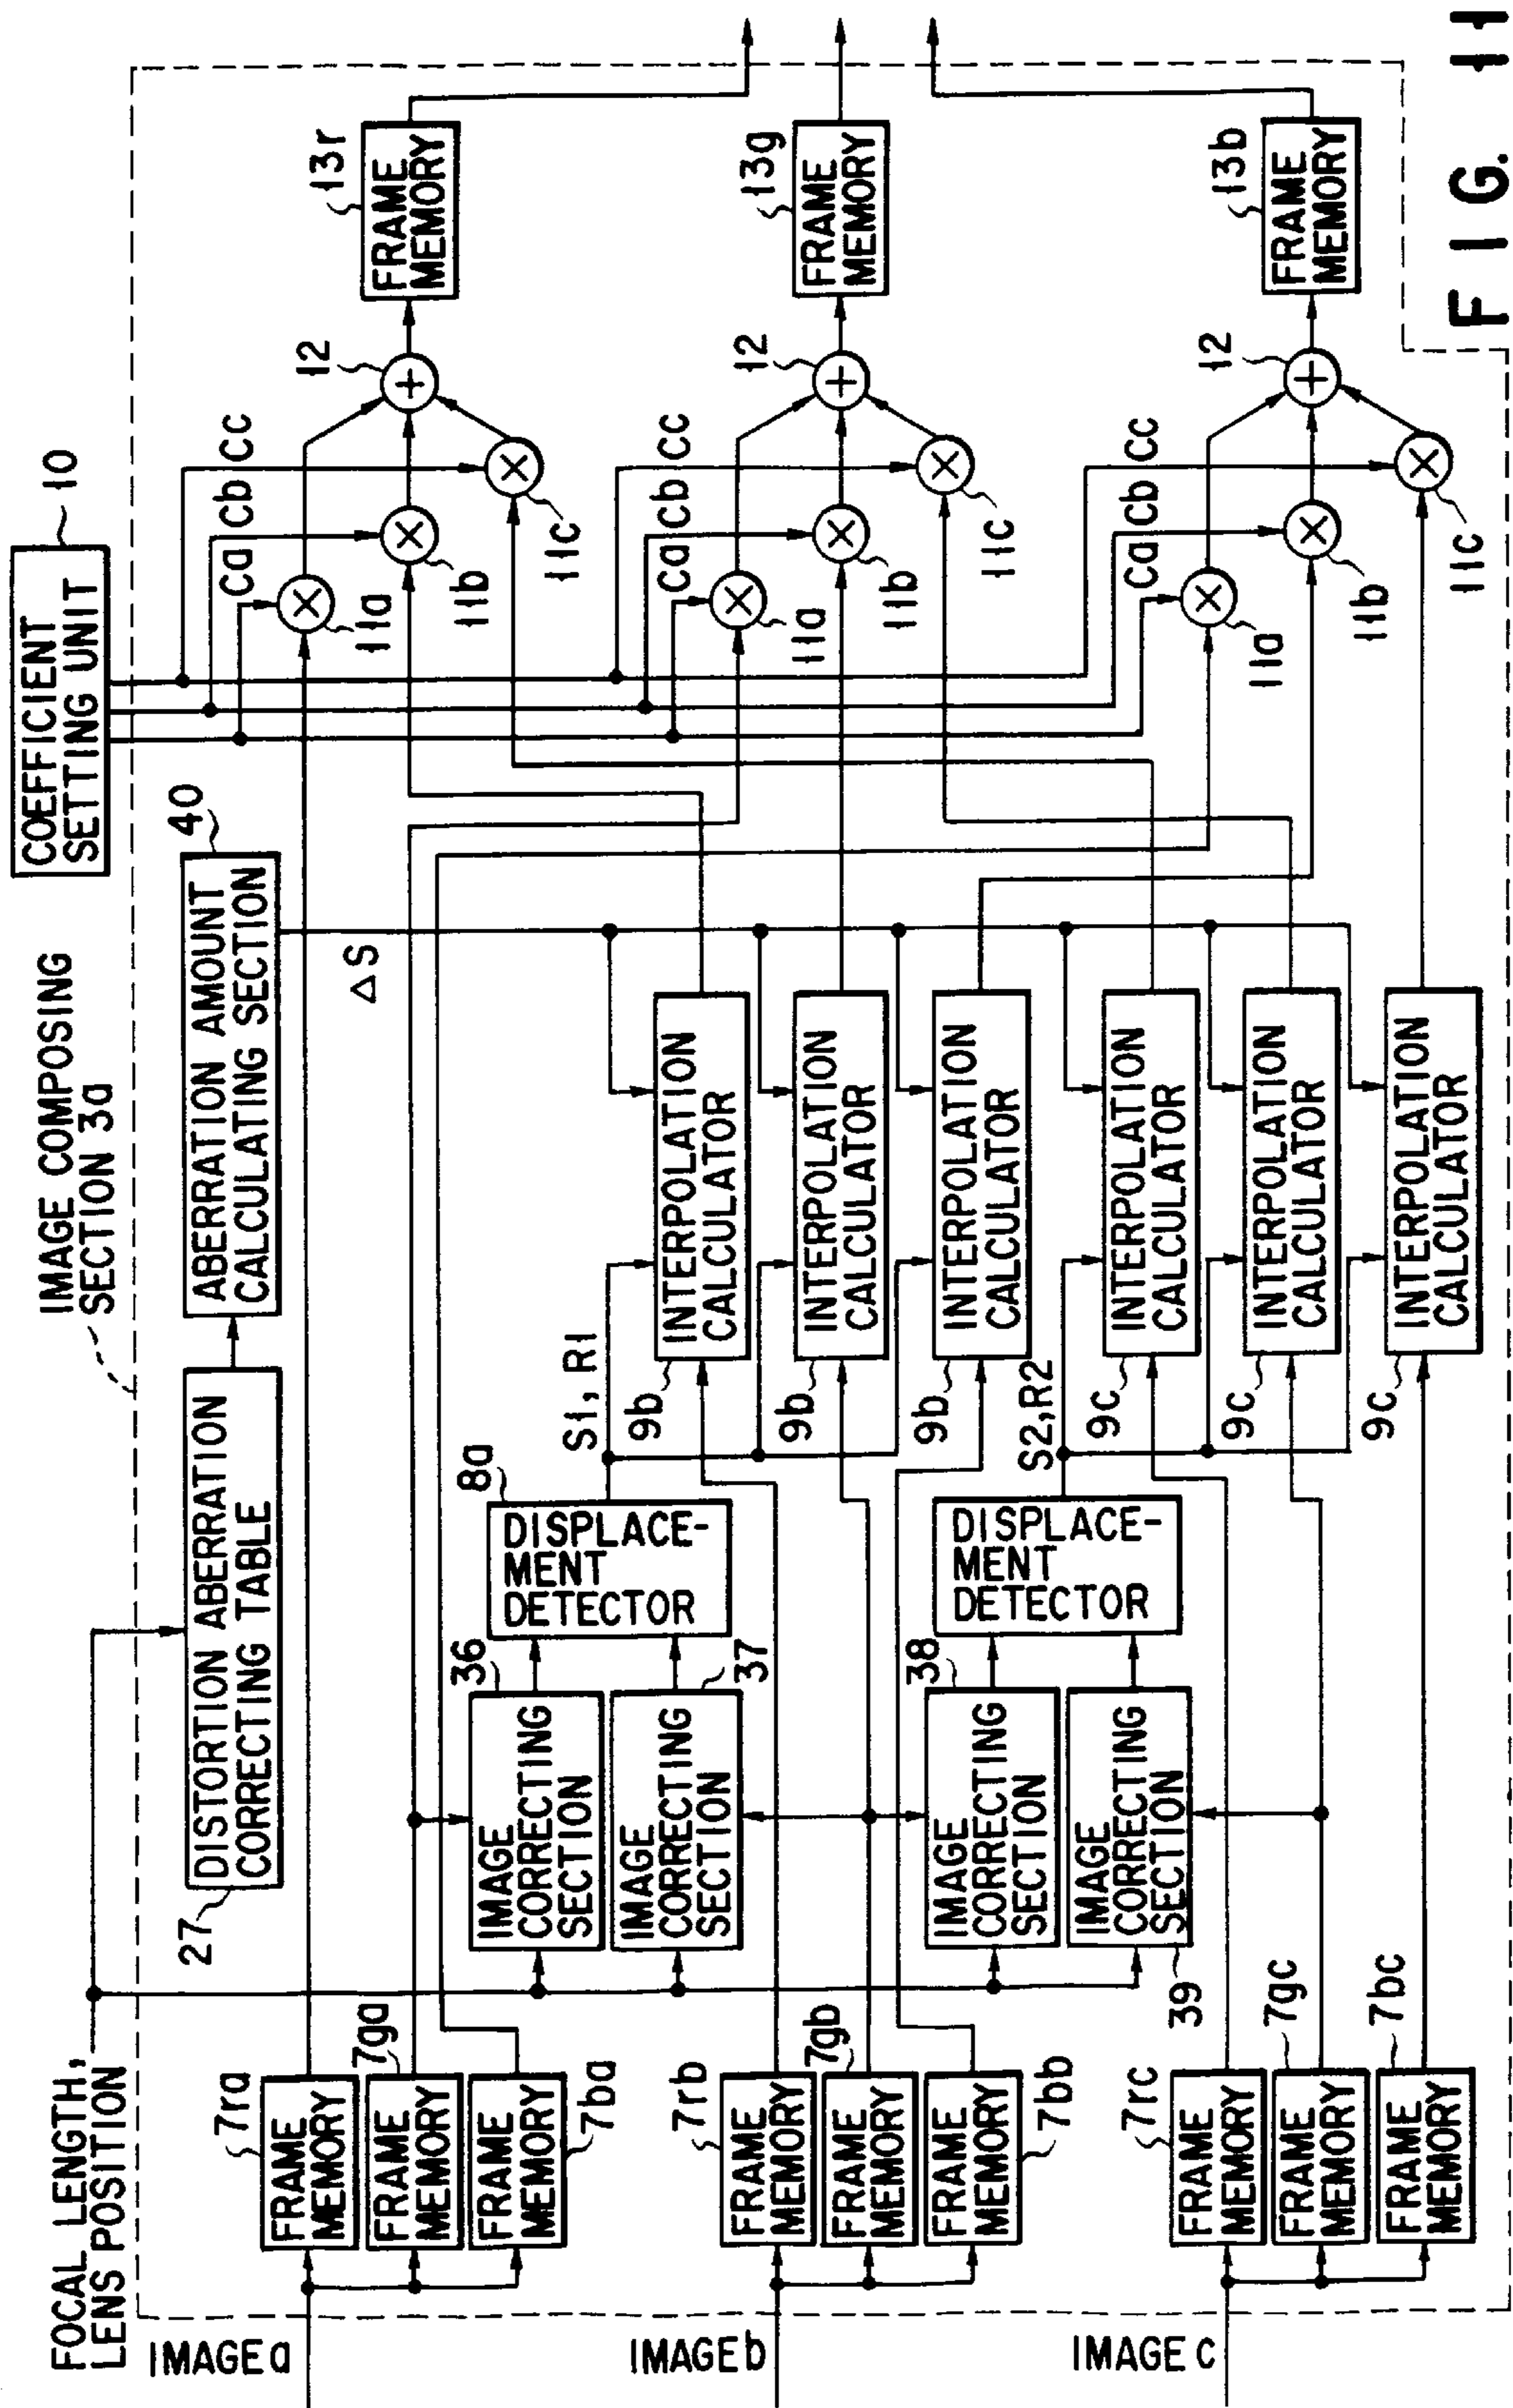 FIG. 11
COEFFICIENT
SETTING UNIT
10
IMAGE COMPOSING
SECTION 3a
FOCAL LENGTH,
LENS POSITION
27
DISTORTION ABERRATION
CORRECTING TABLE
ABERRATION AMOUNT
CALCULATING SECTION
40
ΔS
IMAGE a
FRAME
MEMORY
7ra
FRAME
MEMORY
7ga
FRAME
MEMORY
7ba
IMAGE b
FRAME
MEMORY
7rb
FRAME
MEMORY
7gb
FRAME
MEMORY
7bb
IMAGE c
FRAME
MEMORY
7rc
FRAME
MEMORY
7gc
FRAME
MEMORY
7bc
IMAGE
CORRECTING
SECTION
36
IMAGE
CORRECTING
SECTION
37
IMAGE
CORRECTING
SECTION
38
IMAGE
CORRECTING
SECTION
39
DISPLACE-
MENT
DETECTOR
8a
S1, R1
DISPLACE-
MENT
DETECTOR
S2, R2
9b
INTERPOLATION
CALCULATOR
9b
INTERPOLATION
CALCULATOR
9b
INTERPOLATION
CALCULATOR
9c
INTERPOLATION
CALCULATOR
9c
INTERPOLATION
CALCULATOR
9c
INTERPOLATION
CALCULATOR
Ca
Cb
Cc
11a
11b
11c
12
FRAME
MEMORY
13r
Ca
Cb
Cc
11a
11b
11c
12
FRAME
MEMORY
13g
Ca
Cb
Cc
11a
11b
11c
12
FRAME
MEMORY
13b